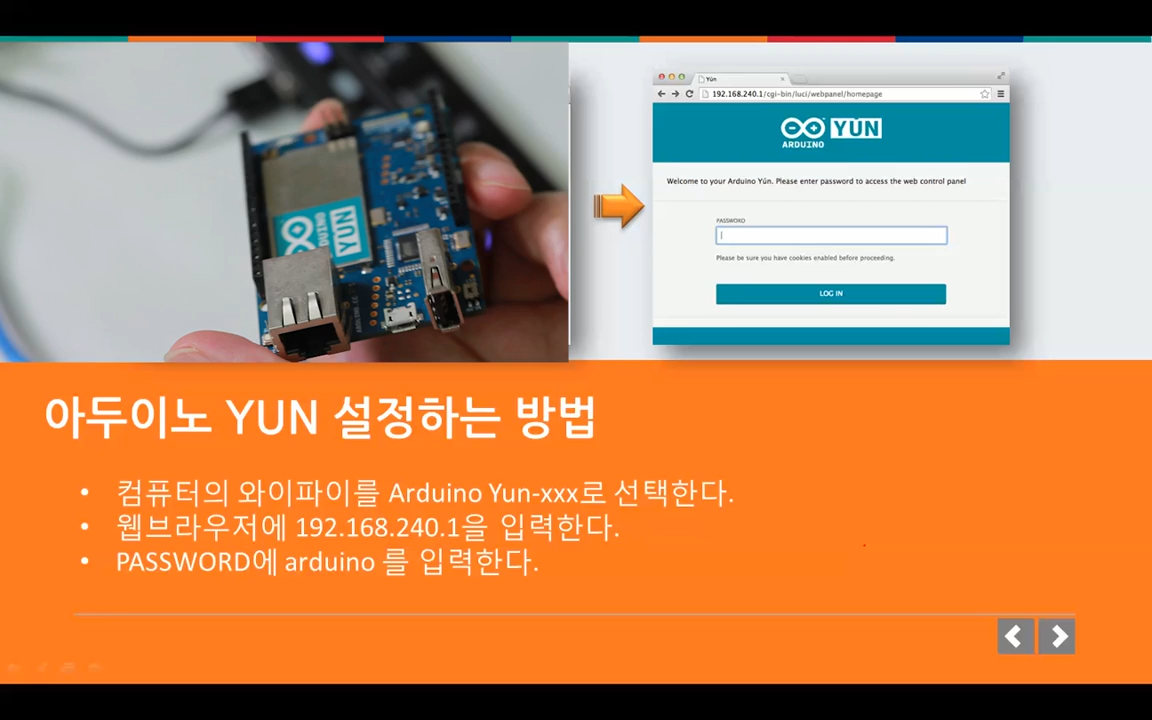 Yún
192.168.240.1/cgi-bin/luci/webpanel/homepage
YÚN
ARDUINO
Welcome to your Arduino Yún. Please enter password to access the web control panel
PASSWORD
Please be sure you have cookies enabled before proceeding.
LOG IN
ARDUINO
YÚN
아두이노 YUN 설정하는 방법
• 컴퓨터의 와이파이를 Arduino Yun-xxx로 선택한다.
• 웹브라우저에 192.168.240.1을 입력한다.
• PASSWORD에 arduino 를 입력한다.